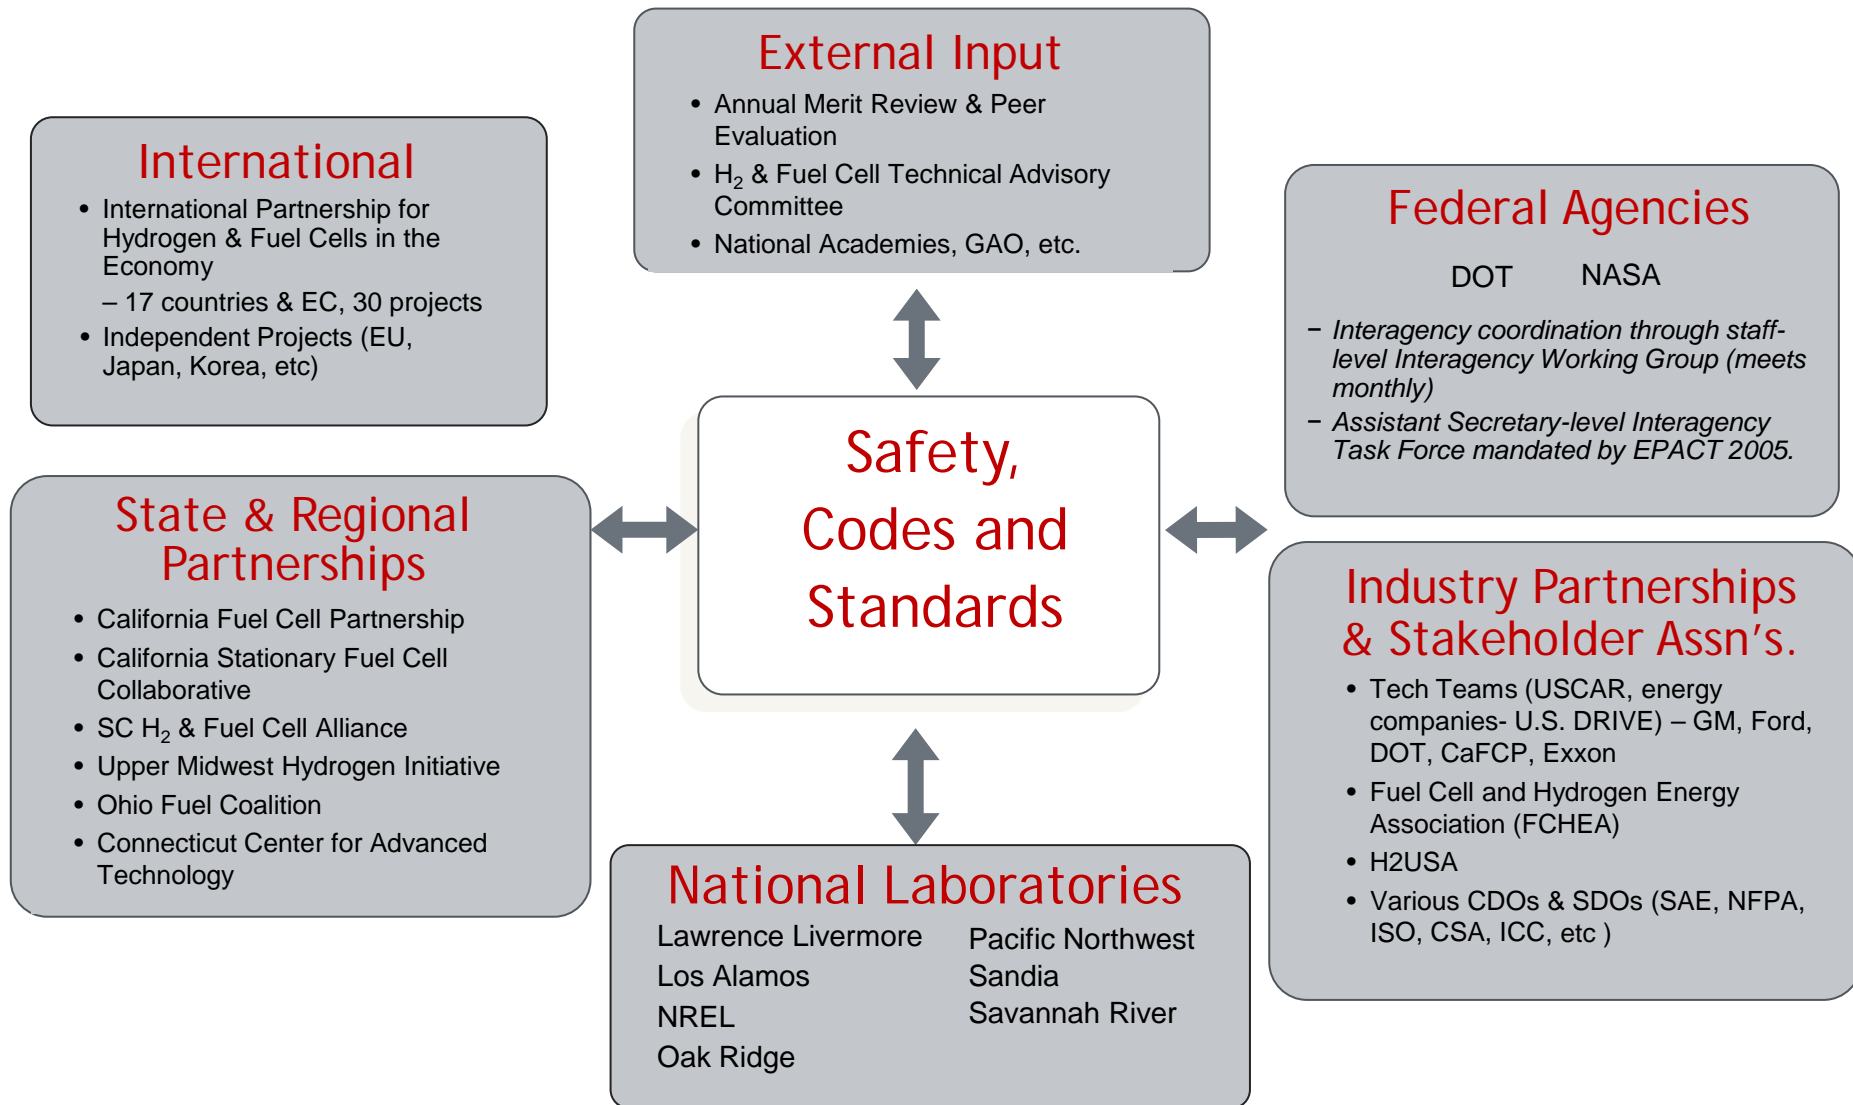 External Input
• Annual Merit Review & Peer
Evaluation
• H₂ & Fuel Cell Technical Advisory
Committee
• National Academies, GAO, etc.
International
• International Partnership for
Hydrogen & Fuel Cells in the
Economy
– 17 countries & EC, 30 projects
• Independent Projects (EU,
Japan, Korea, etc)
Federal Agencies
DOT NASA
− Interagency coordination through staff-
level Interagency Working Group (meets
monthly)
− Assistant Secretary-level Interagency
Task Force mandated by EPACT 2005.
Safety,
Codes and
Standards
State & Regional
Partnerships
• California Fuel Cell Partnership
• California Stationary Fuel Cell
Collaborative
• SC H₂ & Fuel Cell Alliance
• Upper Midwest Hydrogen Initiative
• Ohio Fuel Coalition
• Connecticut Center for Advanced
Technology
Industry Partnerships
& Stakeholder Assn's.
• Tech Teams (USCAR, energy
companies- U.S. DRIVE) – GM, Ford,
DOT, CaFCP, Exxon
• Fuel Cell and Hydrogen Energy
Association (FCHEA)
• H2USA
• Various CDOs & SDOs (SAE, NFPA,
ISO, CSA, ICC, etc )
National Laboratories
Lawrence Livermore
Los Alamos
NREL
Oak Ridge
Pacific Northwest
Sandia
Savannah River